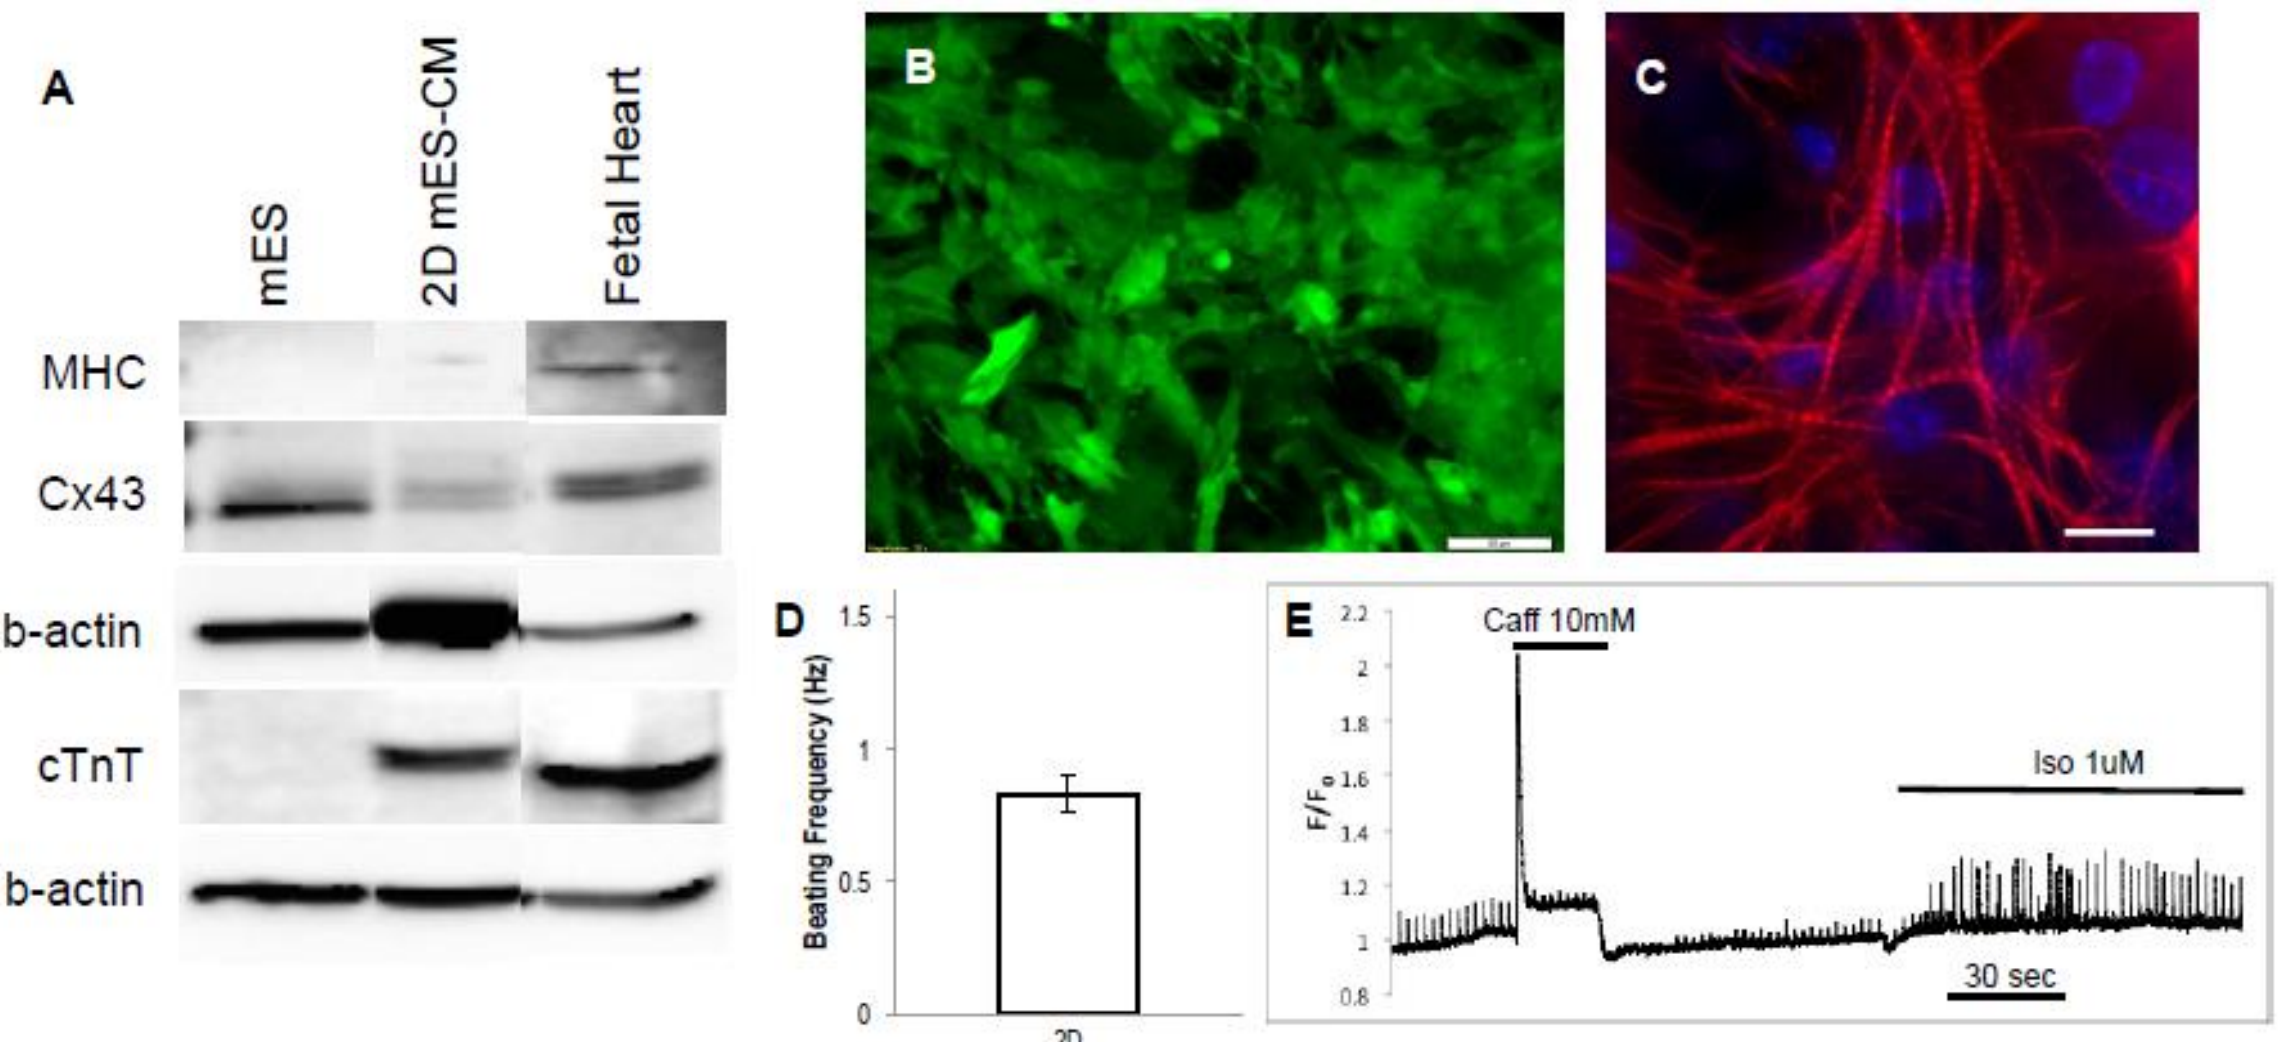 A
mES
2D mES-CM
Fetal Heart
MHC
Cx43
b-actin
cTnT
b-actin
B
C
D
Beating Frequency (Hz)
1.5
1
0.5
0
2D
E
F/F0
2.2
2
1.8
1.6
1.4
1.2
1
0.8
Caff 10mM
Iso 1uM
30 sec